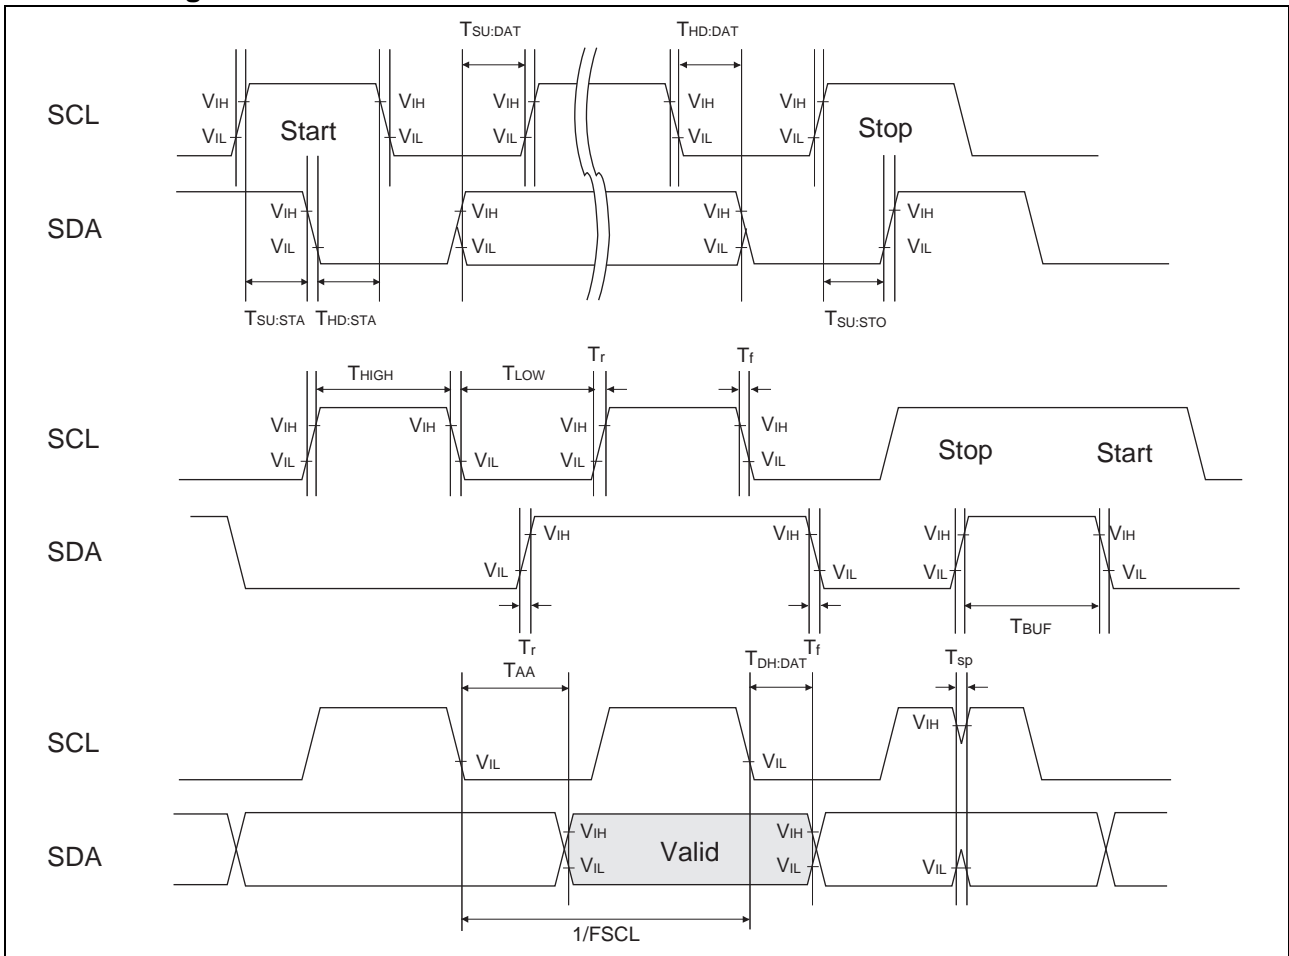 g
TSU:DAT THD:DAT
SCL VIH VIH VIH VIH VIH
VIL Start VIL VIL VIL VIL Stop
SDA VIH VIH VIH VIH
VIL VIL VIL VIL
TSU:STA THD:STA TSU:STO
THIGH TLOW Tr Tf
SCL VIH VIH VIH VIH
VIL VIL VIL VIL Stop Start
SDA VIH VIH VIH VIH
VIL VIL VIL VIL
Tr Tf TBUF
TAA TDH:DAT Tsp
SCL VIH
VIL VIL
SDA VIH Valid VIH
VIL VIL VIL
1/FSCL